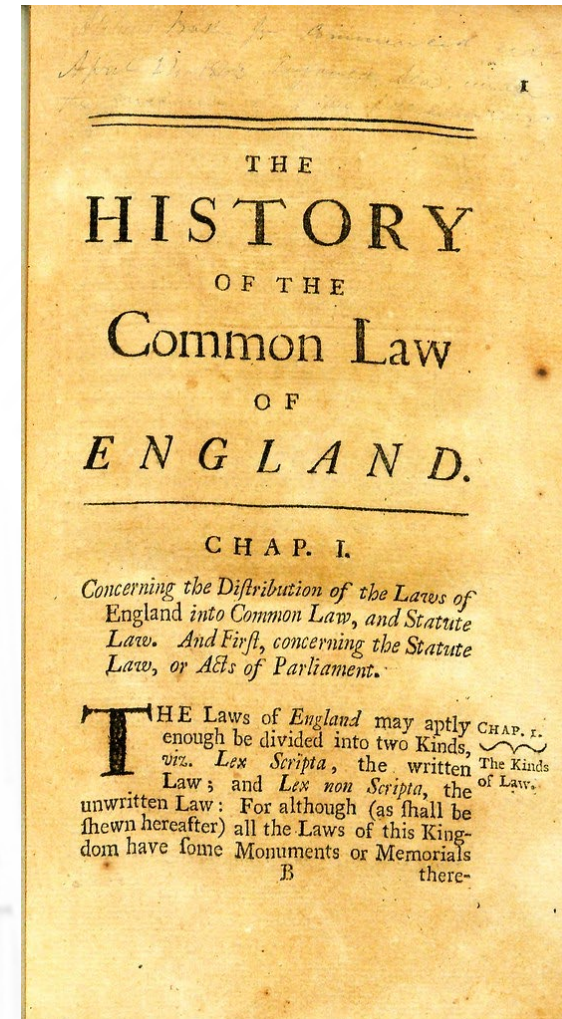 April
1
THE
HISTORY
OF THE
Common Law
OF
ENGLAND.
CHAP. I.
Concerning the Diſtribution of the Laws of
England into Common Law, and Statute
Law. And Firſt, concerning the Statute
Law, or Acts of Parliament.
THE Laws of England may aptly
enough be divided into two Kinds,
viz. Lex Scripta, the written
Law; and Lex non Scripta, the
unwritten Law: For although (as ſhall be
ſhewn hereafter) all the Laws of this King-
dom have ſome Monuments or Memorials
B there-
CHAP. 1.
The Kinds
of Law.